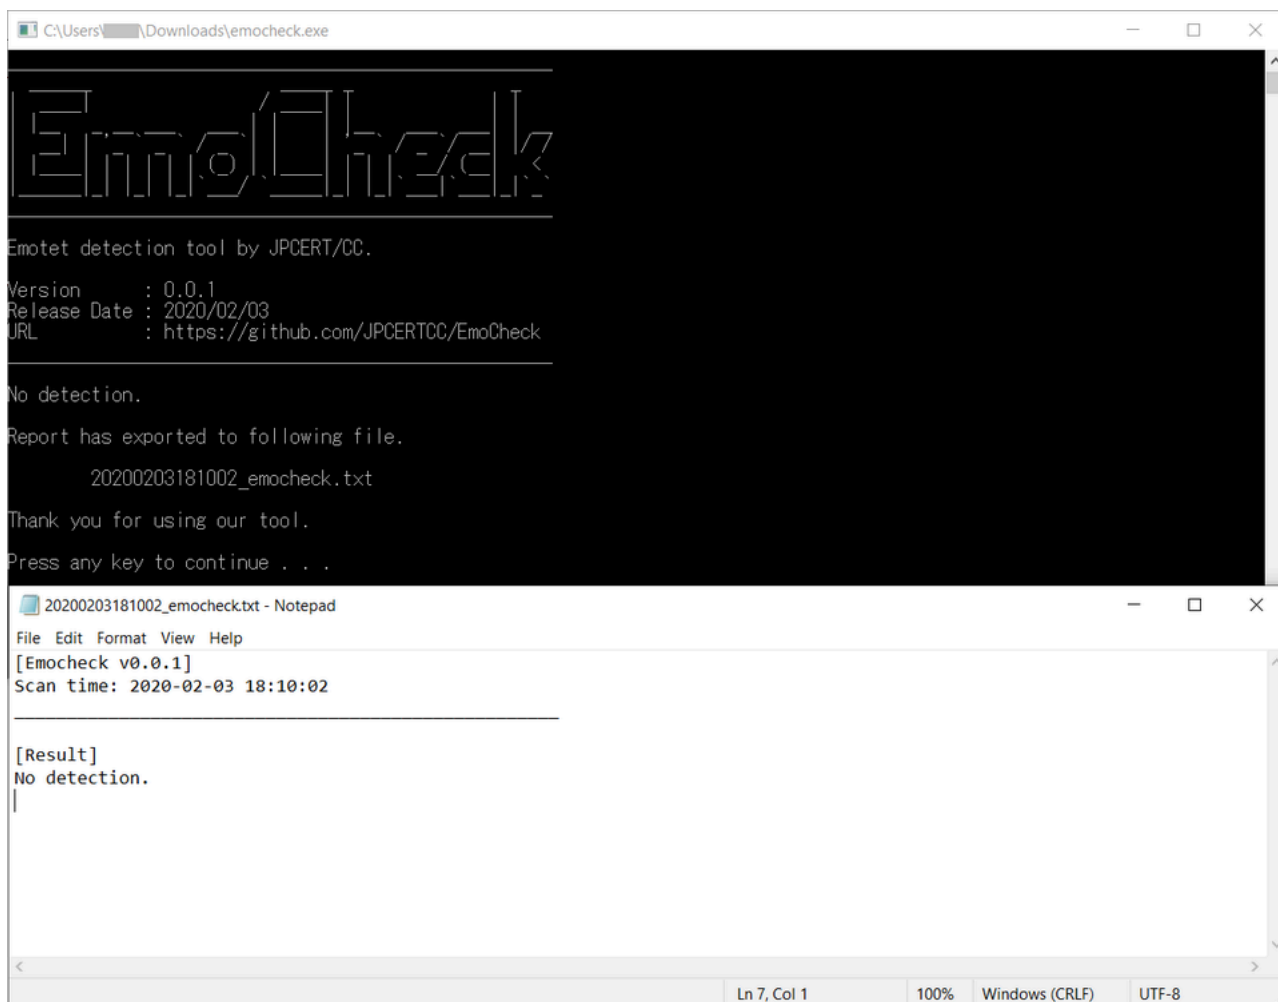 C:\Users\ \Downloads\emocheck.exe
EmoCheck
Emotet detection tool by JPCERT/CC.
Version : 0.0.1
Release Date : 2020/02/03
URL : https://github.com/JPCERTCC/EmoCheck
No detection.
Report has exported to following file.
20200203181002_emocheck.txt
Thank you for using our tool.
Press any key to continue . . .
20200203181002_emocheck.txt - Notepad
File Edit Format View Help
[Emocheck v0.0.1]
Scan time: 2020-02-03 18:10:02
[Result]
No detection.
Ln 7, Col 1 100% Windows (CRLF) UTF-8